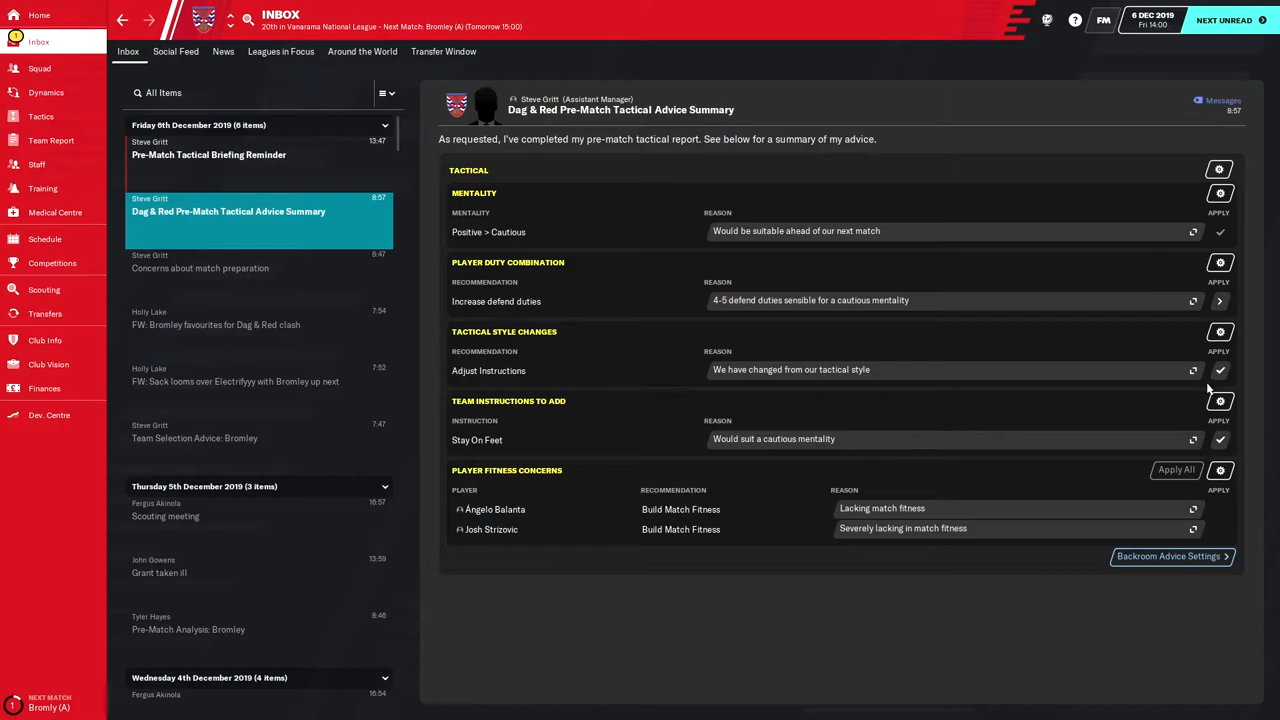 Home
INBOX
20th in Vanarama National League - Next Match: Bromley (A) (Tomorrow 15:00)
FM
6 DEC 2019
Fri 14:00
NEXT UNREAD
1
Inbox
Squad
Dynamics
Tactics
Team Report
Staff
Training
Medical Centre
Schedule
Competitions
Scouting
Transfers
Club Info
Club Vision
Finances
Dev. Centre
1
NEXT MATCH
Bromly (A)
Inbox
Social Feed
News
Leagues in Focus
Around the World
Transfer Window
All Items
Friday 6th December 2019 (6 items)
Steve Gritt 13:47
Pre-Match Tactical Briefing Reminder
Steve Gritt 8:57
Dag & Red Pre-Match Tactical Advice Summary
Steve Gritt 8:47
Concerns about match preparation
Holly Lake 7:54
FW: Bromley favourites for Dag & Red clash
Holly Lake 7:52
FW: Sack looms over Electrifyyy with Bromley up next
Steve Gritt 7:47
Team Selection Advice: Bromley
Thursday 5th December 2019 (3 items)
Fergus Akinola 16:57
Scouting meeting
John Gowens 13:59
Grant taken ill
Tyler Hayes 8:46
Pre-Match Analysis: Bromley
Wednesday 4th December 2019 (4 items)
Fergus Akinola 16:54
Steve Gritt (Assistant Manager)
Dag & Red Pre-Match Tactical Advice Summary
Messages
8:57
As requested, I've completed my pre-match tactical report. See below for a summary of my advice.
TACTICAL
MENTALITY
MENTALITY REASON APPLY
Positive > Cautious Would be suitable ahead of our next match
PLAYER DUTY COMBINATION
RECOMMENDATION REASON APPLY
Increase defend duties 4-5 defend duties sensible for a cautious mentality
TACTICAL STYLE CHANGES
RECOMMENDATION REASON APPLY
Adjust Instructions We have changed from our tactical style
TEAM INSTRUCTIONS TO ADD
INSTRUCTION REASON APPLY
Stay On Feet Would suit a cautious mentality
PLAYER FITNESS CONCERNS Apply All
PLAYER RECOMMENDATION REASON APPLY
Ángelo Balanta Build Match Fitness Lacking match fitness
Josh Strizovic Build Match Fitness Severely lacking in match fitness
Backroom Advice Settings >